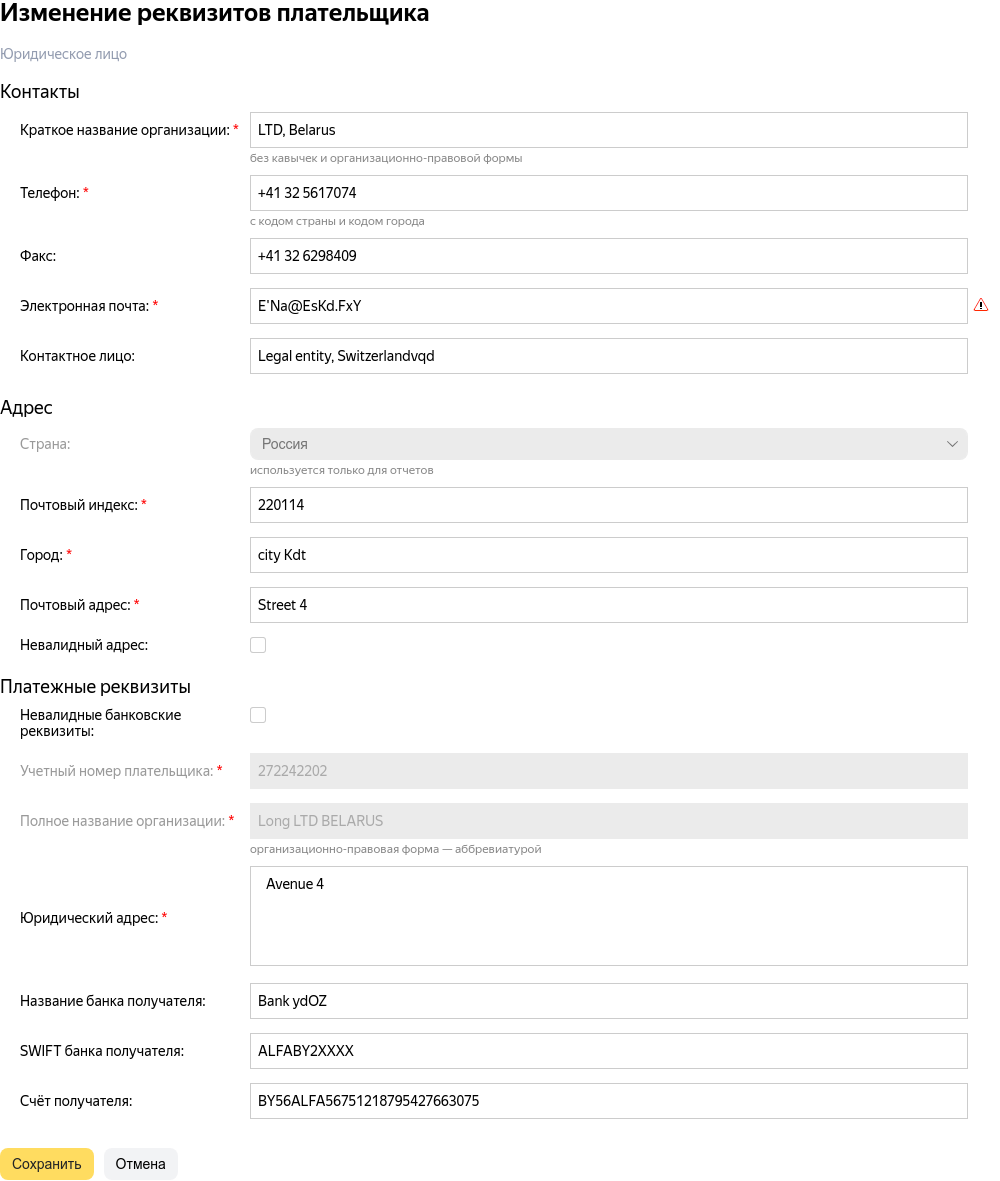 Изменение реквизитов плательщика
Юридическое лицо
Контакты
Краткое название организации: * LTD, Belarus
без кавычек и организационно-правовой формы
Телефон: * +41 32 5617074
с кодом страны и кодом города
Факс: +41 32 6298409
Электронная почта: * E'Na@EsKd.FxY
Контактное лицо: Legal entity, Switzerlandvqd
Адрес
Страна: Россия
используется только для отчетов
Почтовый индекс: * 220114
Город: * city Kdt
Почтовый адрес: * Street 4
Невалидный адрес:
Платежные реквизиты
Невалидные банковские
реквизиты:
Учетный номер плательщика: * 272242202
Полное название организации: * Long LTD BELARUS
организационно-правовая форма — аббревиатурой
Avenue 4
Юридический адрес: *
Название банка получателя: Bank ydOZ
SWIFT банка получателя: ALFABY2XXXX
Счёт получателя: BY56ALFA56751218795427663075
Сохранить Отмена